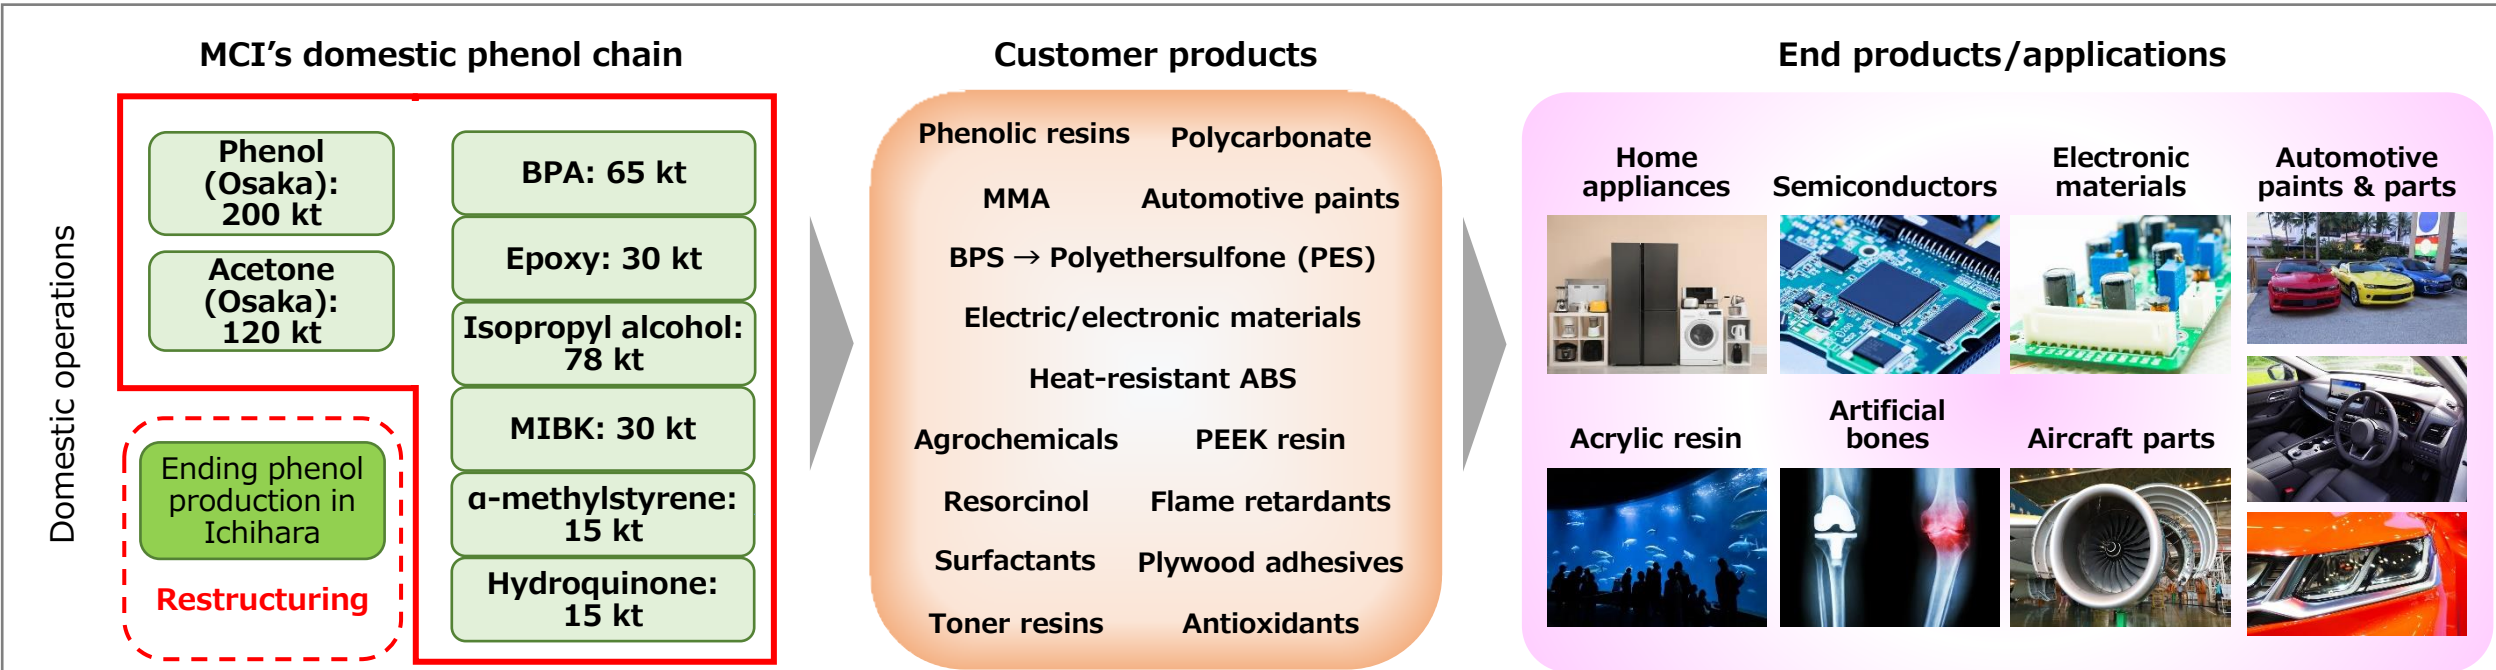 MCI’s domestic phenol chain
Customer products
End products/applications
Domestic operations
Phenol
(Osaka):
200 kt
Acetone
(Osaka):
120 kt
Ending phenol
production in
Ichihara
Restructuring
BPA: 65 kt
Epoxy: 30 kt
Isopropyl alcohol:
78 kt
MIBK: 30 kt
α-methylstyrene:
15 kt
Hydroquinone:
15 kt
Phenolic resins
Polycarbonate
MMA
Automotive paints
BPS → Polyethersulfone (PES)
Electric/electronic materials
Heat-resistant ABS
Agrochemicals
PEEK resin
Resorcinol
Flame retardants
Surfactants
Plywood adhesives
Toner resins
Antioxidants
Home
appliances
Semiconductors
Electronic
materials
Automotive
paints & parts
Acrylic resin
Artificial
bones
Aircraft parts